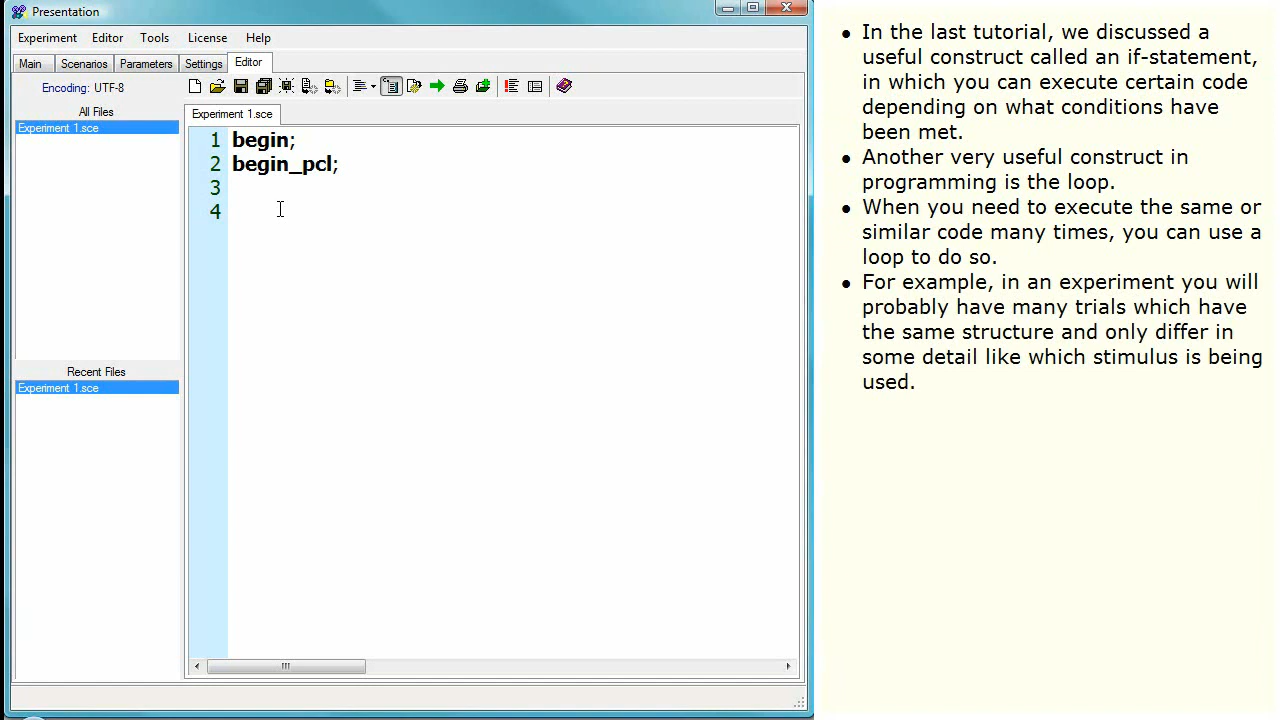 Presentation
Experiment Editor Tools License Help
Main Scenarios Parameters Settings Editor
Encoding: UTF-8
All Files
Experiment 1.sce
Recent Files
Experiment 1.sce
Experiment 1.sce
1 begin;
2 begin_pcl;
3
4
• In the last tutorial, we discussed a
useful construct called an if-statement,
in which you can execute certain code
depending on what conditions have
been met.
• Another very useful construct in
programming is the loop.
• When you need to execute the same or
similar code many times, you can use a
loop to do so.
• For example, in an experiment you will
probably have many trials which have
the same structure and only differ in
some detail like which stimulus is being
used.